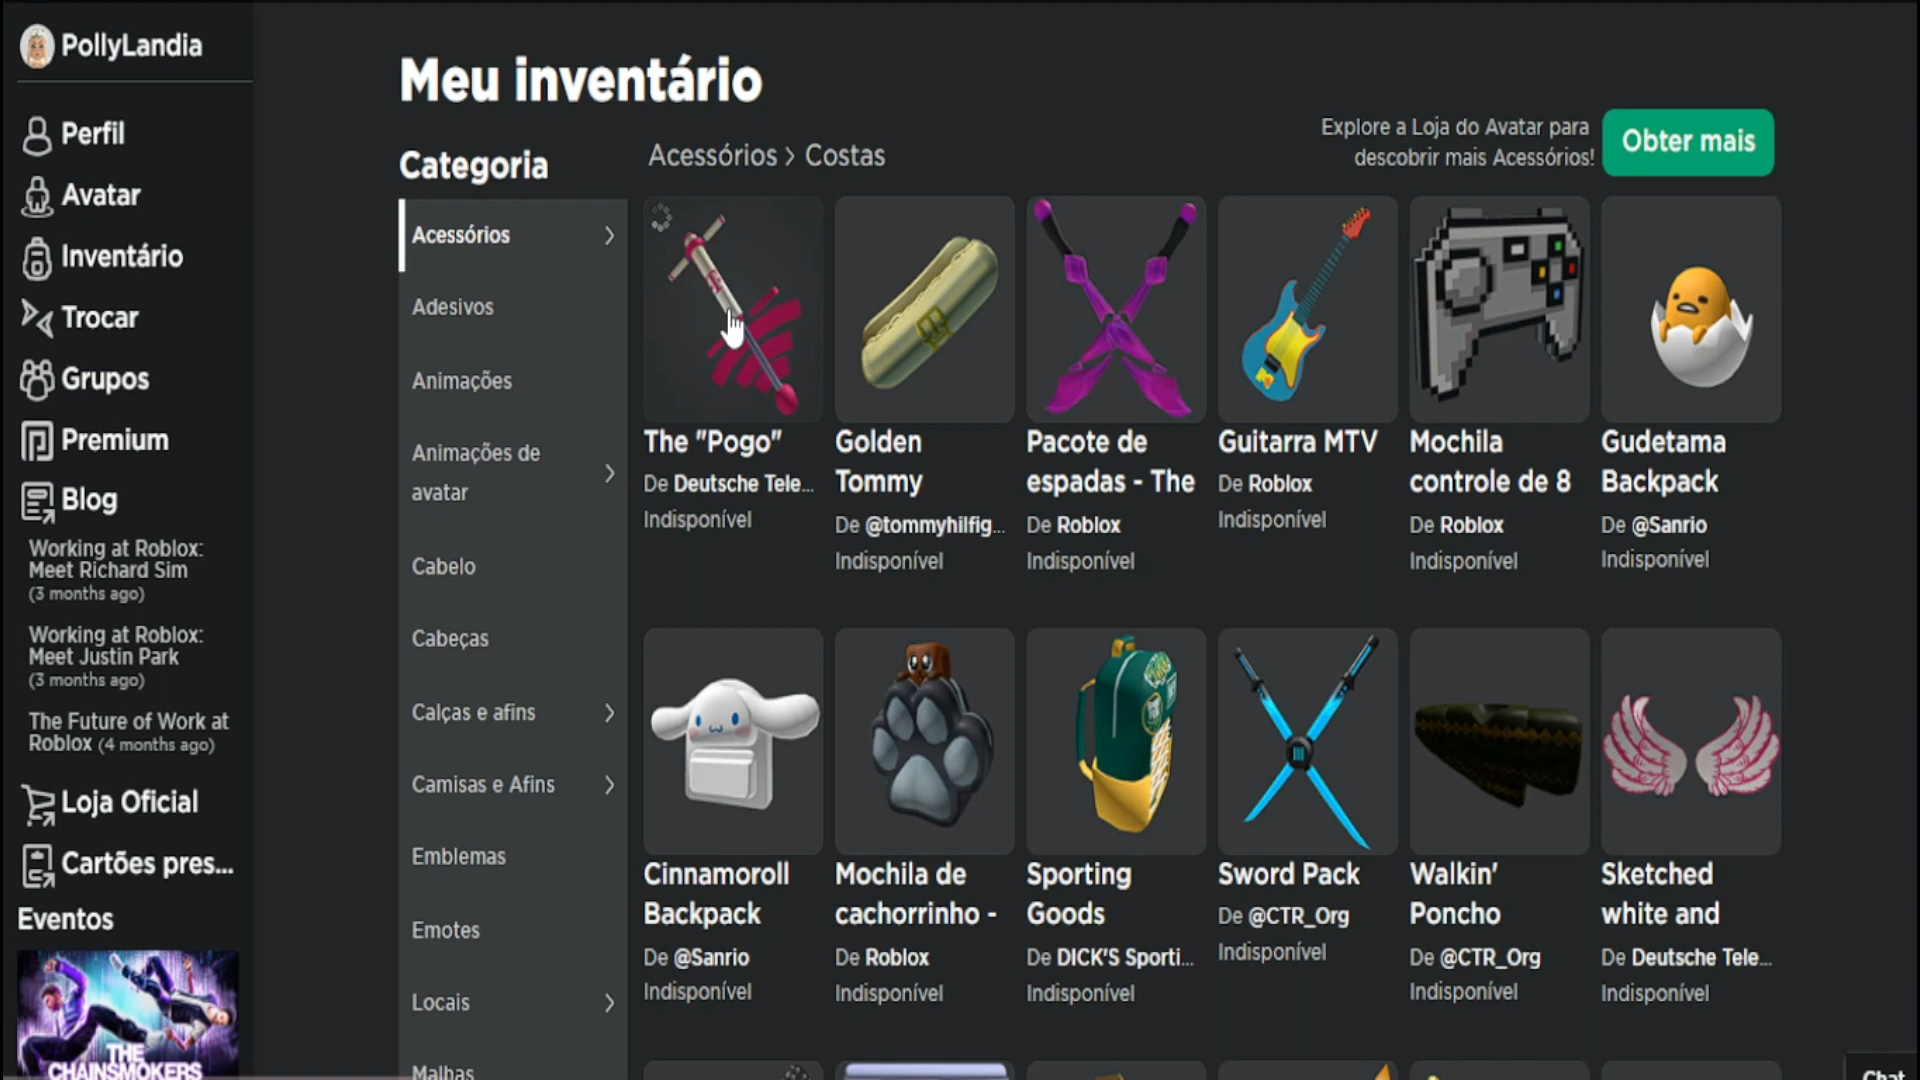 PollyLandia
Perfil
Avatar
Inventário
Trocar
Grupos
Premium
Blog
Working at Roblox:
Meet Richard Sim
(3 months ago)
Working at Roblox:
Meet Justin Park
(3 months ago)
The Future of Work at
Roblox (4 months ago)
Loja Oficial
Cartões pres...
Eventos
THE
CHAINSMOKERS
Meu inventário
Categoria
Acessórios
Adesivos
Animações
Animações de
avatar
Cabelo
Cabeças
Calças e afins
Camisas e Afins
Emblemas
Emotes
Locais
Malhas
Acessórios > Costas
Explore a Loja do Avatar para
descobrir mais Acessórios!
Obter mais
The "Pogo"
De Deutsche Tele...
Indisponível
Golden
Tommy
De @tommyhilfig...
Indisponível
Pacote de
espadas - The
De Roblox
Indisponível
Guitarra MTV
De Roblox
Indisponível
Mochila
controle de 8
De Roblox
Indisponível
Gudetama
Backpack
De @Sanrio
Indisponível
Cinnamoroll
Backpack
De @Sanrio
Indisponível
Mochila de
cachorrinho -
De Roblox
Indisponível
Sporting
Goods
De DICK'S Sporti...
Indisponível
Sword Pack
De @CTR_Org
Indisponível
Walkin'
Poncho
De @CTR_Org
Indisponível
Sketched
white and
De Deutsche Tele...
Indisponível
Chat